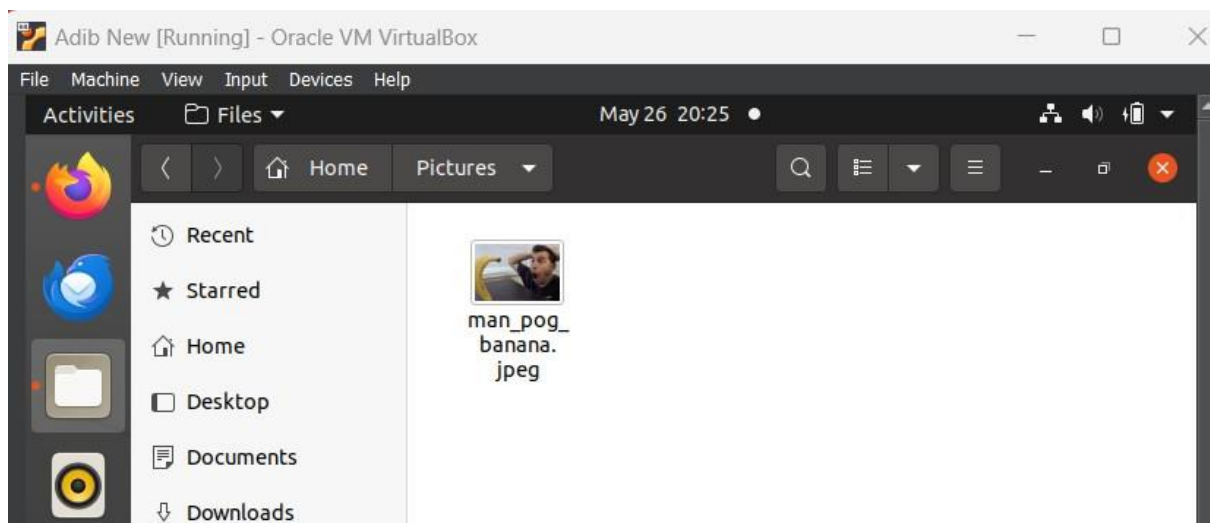 Adib New [Running] - Oracle VM VirtualBox
File Machine View Input Devices Help
Activities Files May 26 20:25
Home Pictures
Recent
Starred
man_pog_
banana.
jpeg
Home
Desktop
Documents
Downloads